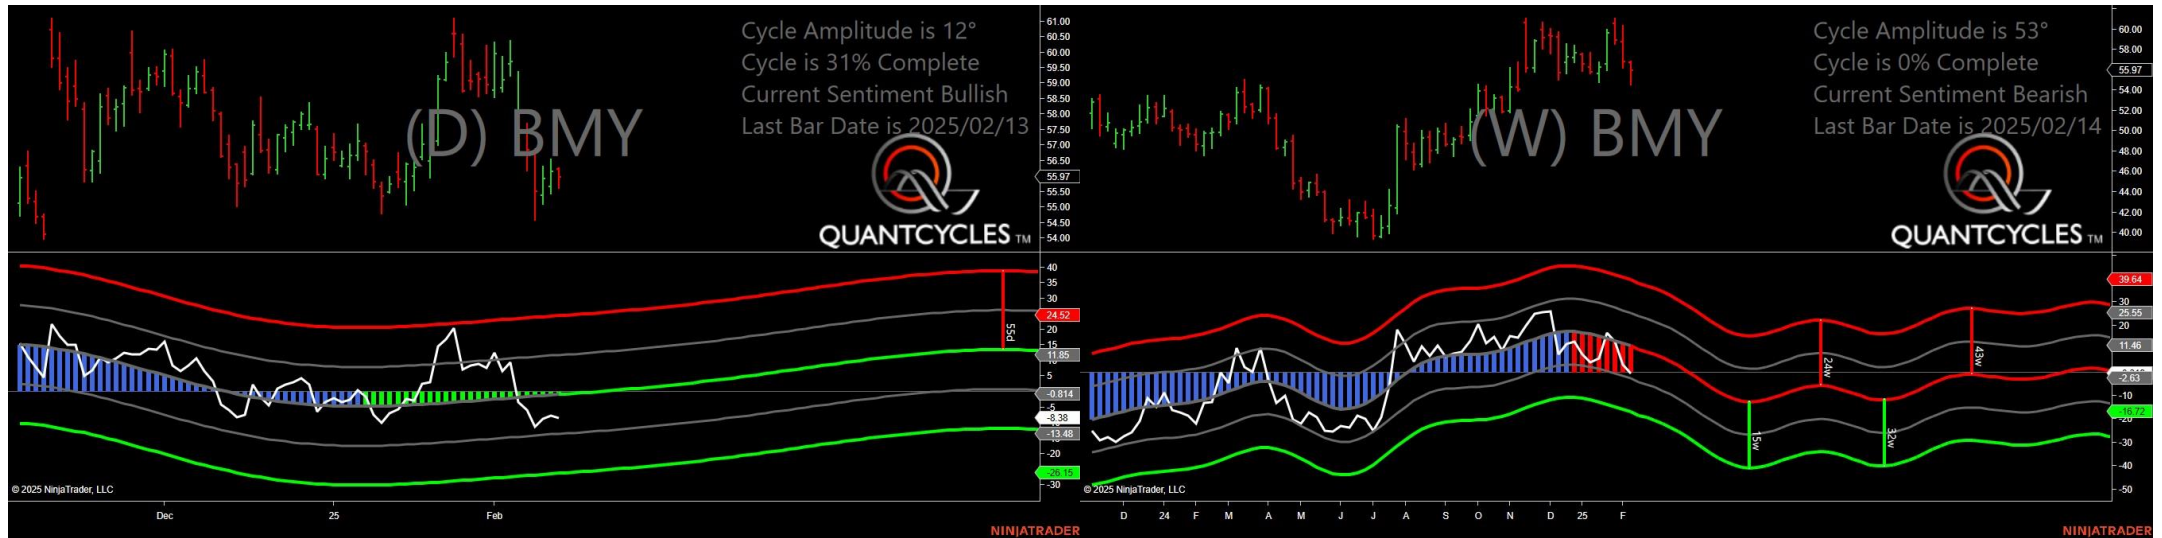 Cycle Amplitude is 12°
Cycle is 31% Complete
Current Sentiment Bullish
Last Bar Date is 2025/02/13
(D) BMY
QUANTCYCLES TM
61.00
60.50
60.00
59.50
59.00
58.50
58.00
57.50
57.00
56.50
55.97
55.50
55.00
54.50
54.00
40
35
30
24.52
20
15
11.85
5
-0.814
-5
-8.38
-13.48
-20
-26.15
-30
55d
© 2025 NinjaTrader, LLC
Dec
25
Feb
NINJATRADER
Cycle Amplitude is 53°
Cycle is 0% Complete
Current Sentiment Bearish
Last Bar Date is 2025/02/14
(W) BMY
QUANTCYCLES TM
60.00
58.00
55.97
54.00
52.00
50.00
48.00
46.00
44.00
42.00
40.00
39.64
30
25.55
20
11.46
-2.63
-10
-16.72
-30
-40
-50
15w
24w
32w
43w
© 2025 NinjaTrader, LLC
D 24 F M A M J J A S O N D 25 F
NINJATRADER